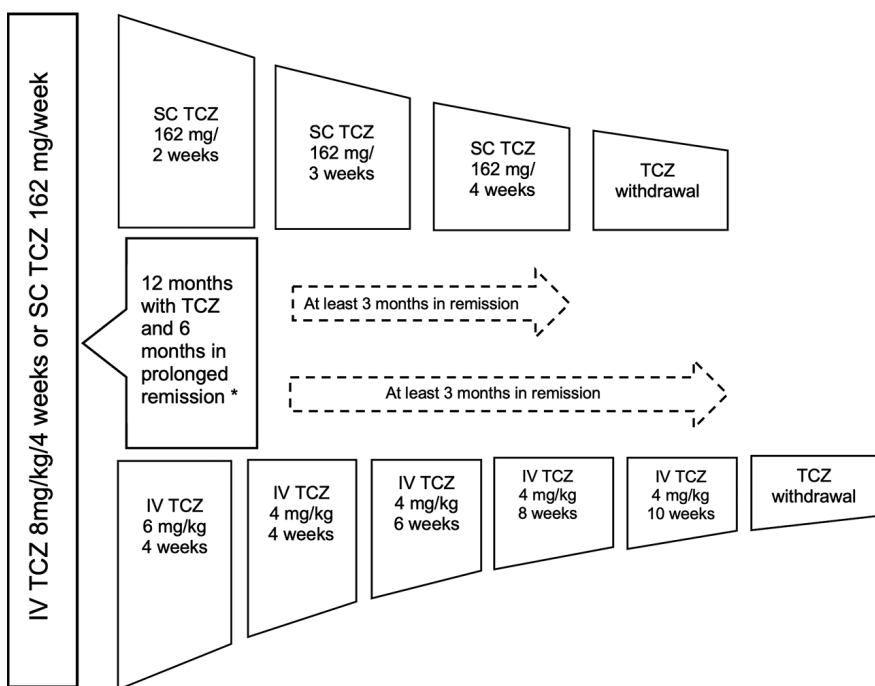 IV TCZ 8mg/kg/4 weeks or SC TCZ 162 mg/week
SC TCZ
162 mg/
2 weeks
SC TCZ
162 mg/
3 weeks
SC TCZ
162 mg/
4 weeks
TCZ
withdrawal
12 months
with TCZ
and 6
months in
prolonged
remission *
At least 3 months in remission
At least 3 months in remission
IV TCZ
6 mg/kg
4 weeks
IV TCZ
4 mg/kg
4 weeks
IV TCZ
4 mg/kg
6 weeks
IV TCZ
4 mg/kg
8 weeks
IV TCZ
4 mg/kg
10 weeks
TCZ
withdrawal